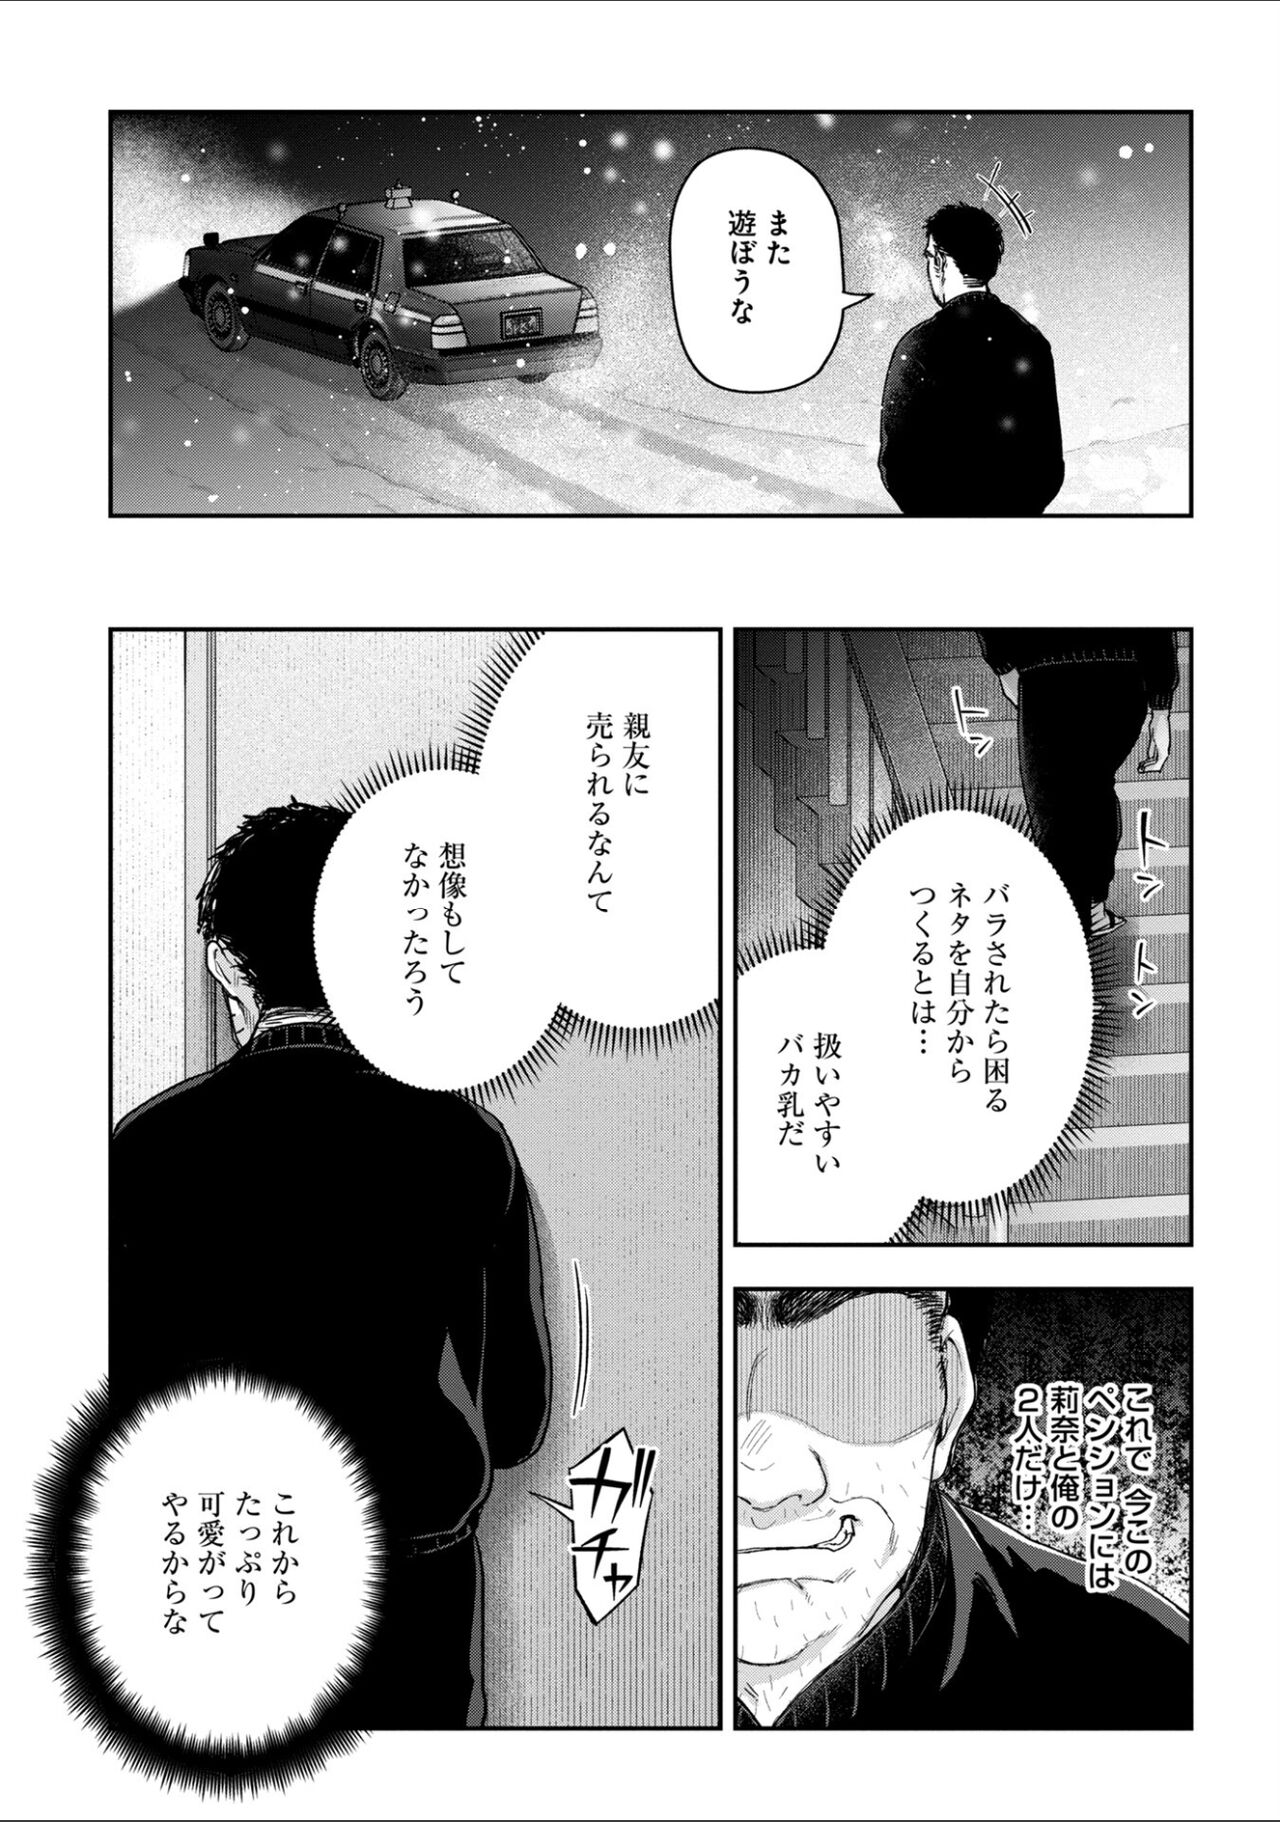 また
遊ぼうな
トン
トン
トン
バラされたら困る
ネタを自分から
つくるとは…
扱いやすい
バカ乳だ
これで 今この
ペンションには
莉奈と俺の
2人だけ…
親友に
売られるなんて
想像もして
なかったろう
ガチャ
これから
たっぷり
可愛がって
やるからな